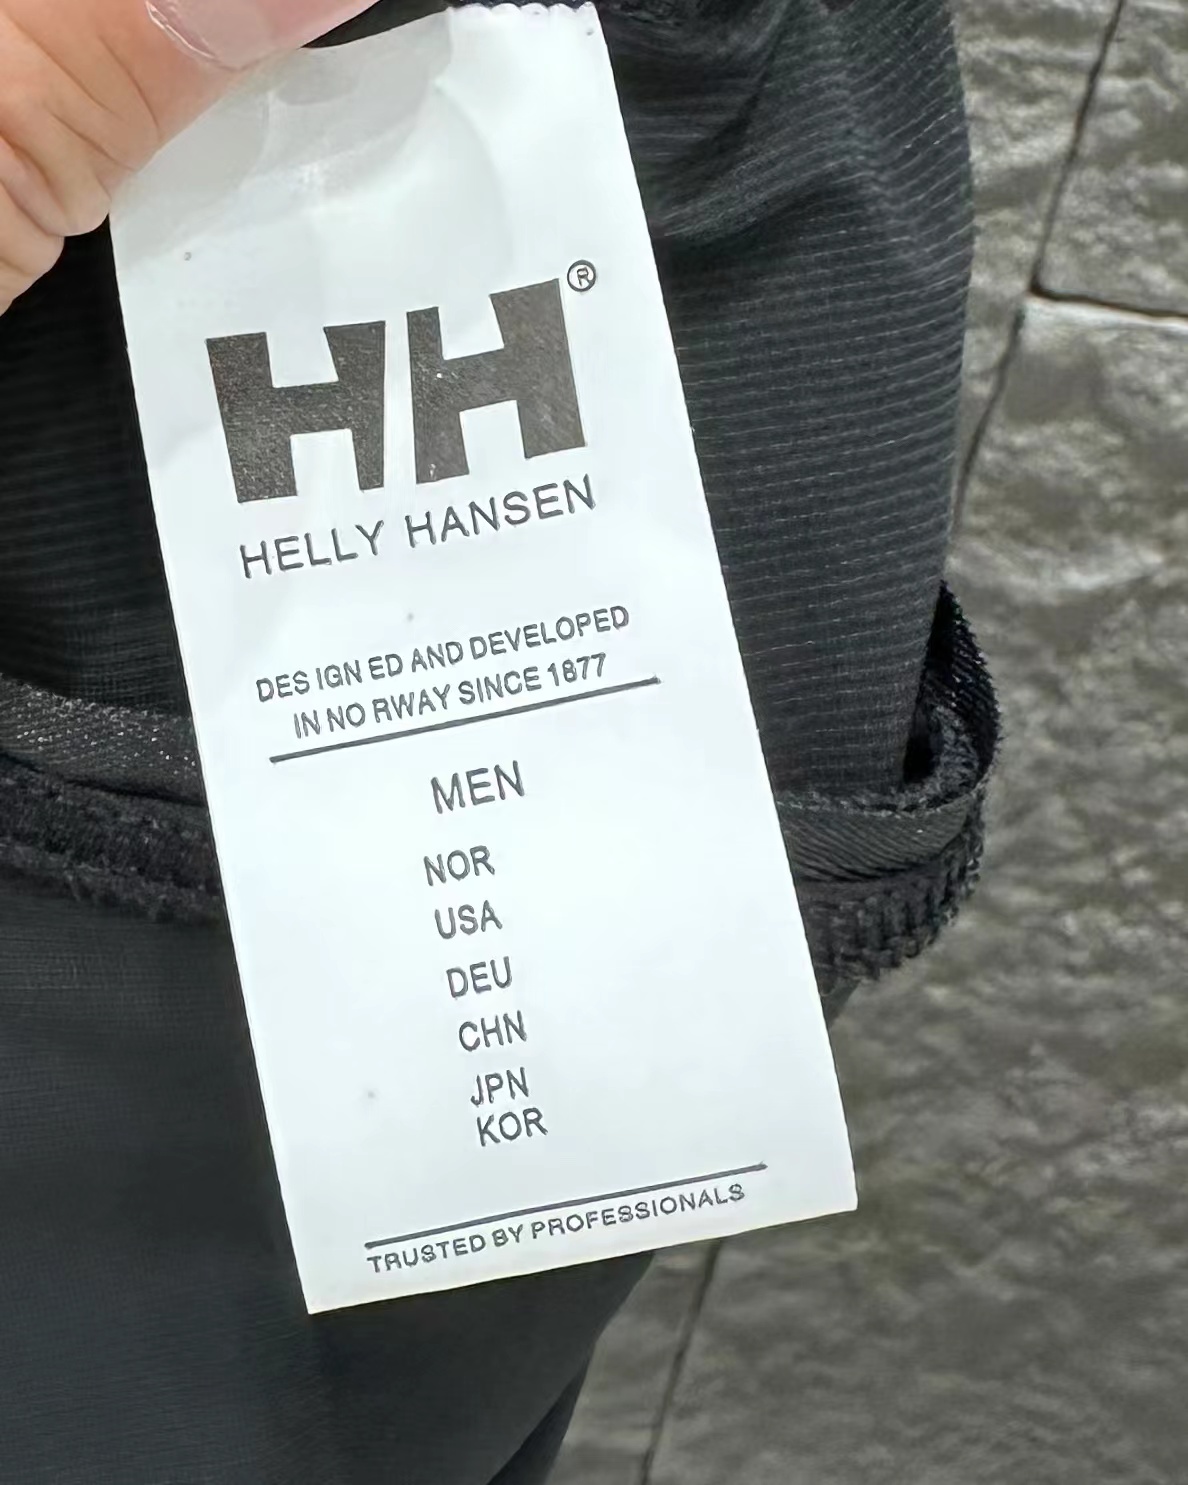 HH®
HELLY HANSEN
DES IGN ED AND DEVELOPED
IN NO RWAY SINCE 1877
MEN
NOR
USA
DEU
CHN
JPN
KOR
TRUSTED BY PROFESSIONALS